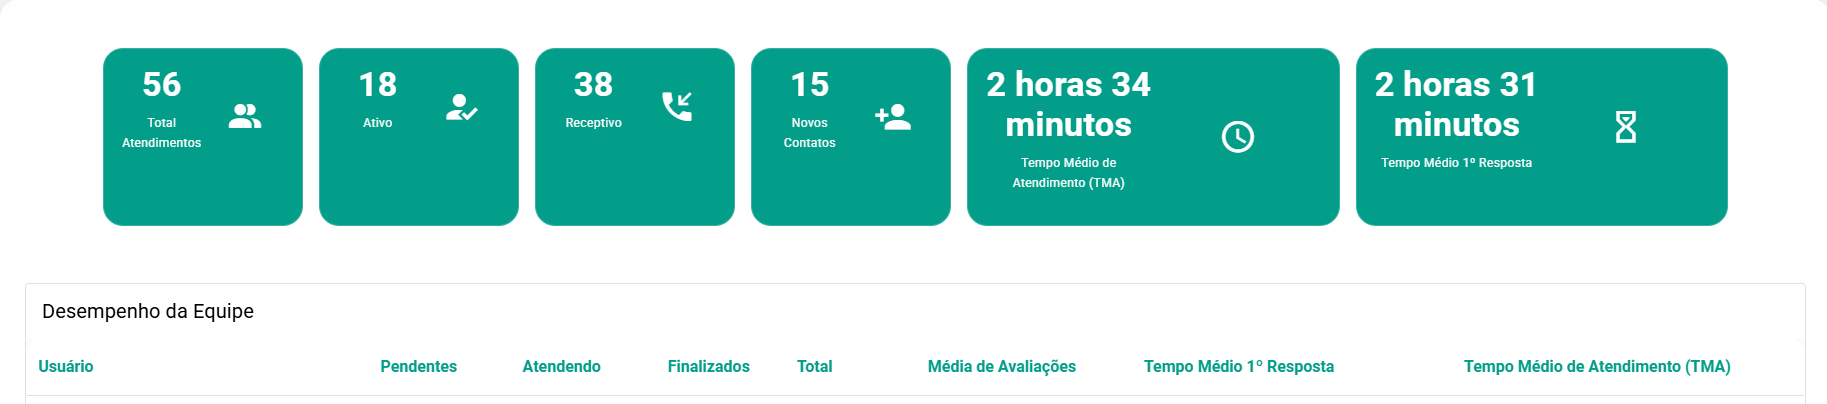 56
Total
Atendimentos
18
Ativo
38
Receptivo
15
Novos
Contatos
2 horas 34
minutos
Tempo Médio de
Atendimento (TMA)
2 horas 31
minutos
Tempo Médio 1º Resposta
Desempenho da Equipe
Usuário Pendentes Atendendo Finalizados Total Média de Avaliações Tempo Médio 1º Resposta Tempo Médio de Atendimento (TMA)